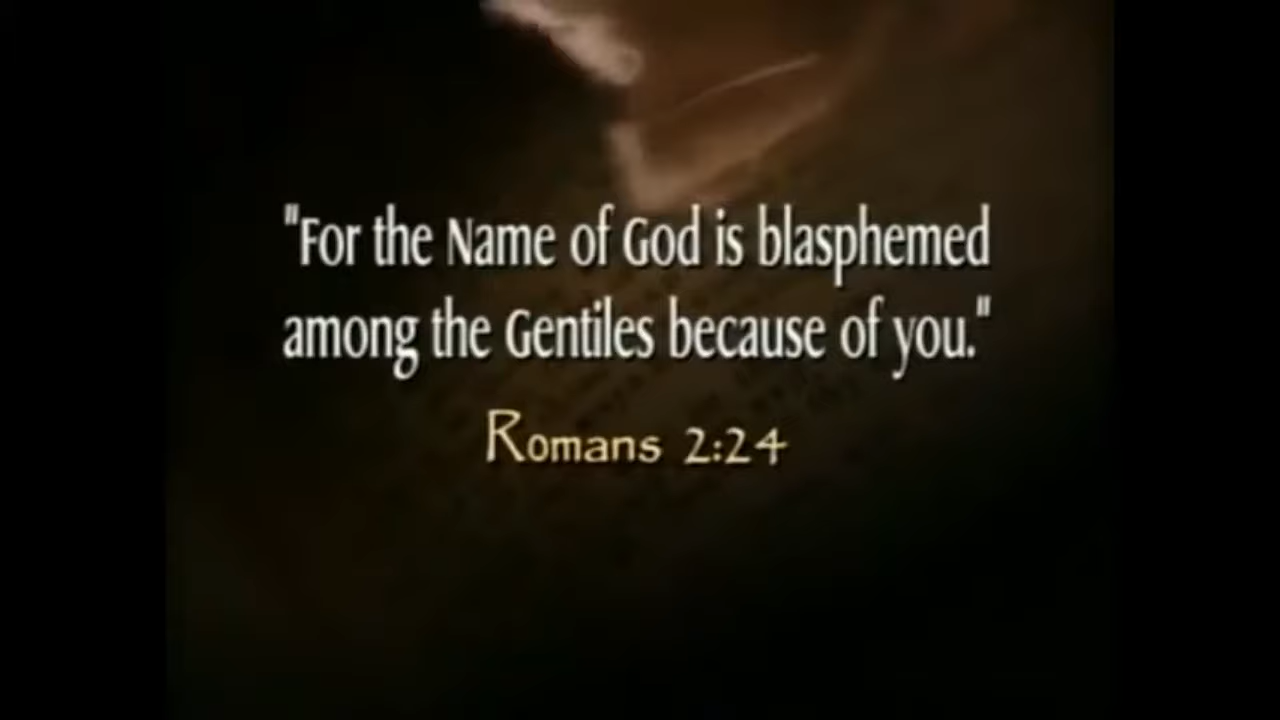 "For the Name of God is blasphemed
among the Gentiles because of you."
Romans 2:24